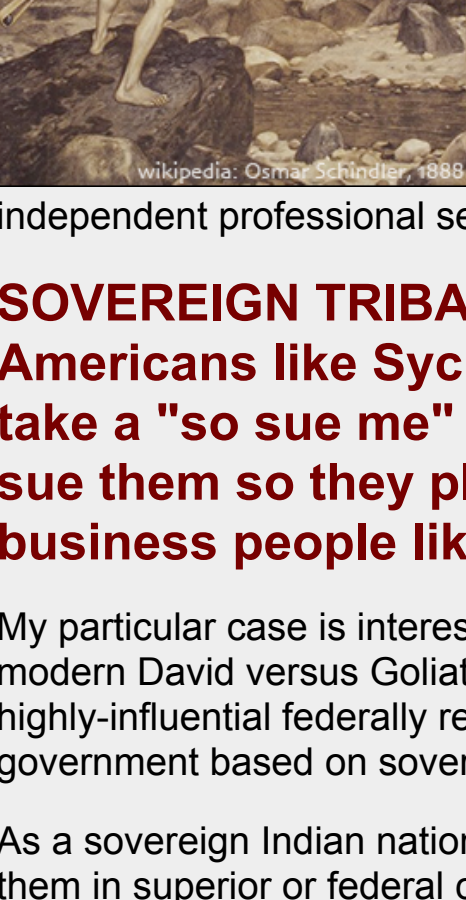 wikipedia: Osmar Schindler, 1888
independent professional se
SOVEREIGN TRIBA
Americans like Syc
take a "so sue me"
sue them so they pl
business people lik
My particular case is interes
modern David versus Goliat
highly-influential federally re
government based on sover
As a sovereign Indian nation
them in superior or federal c